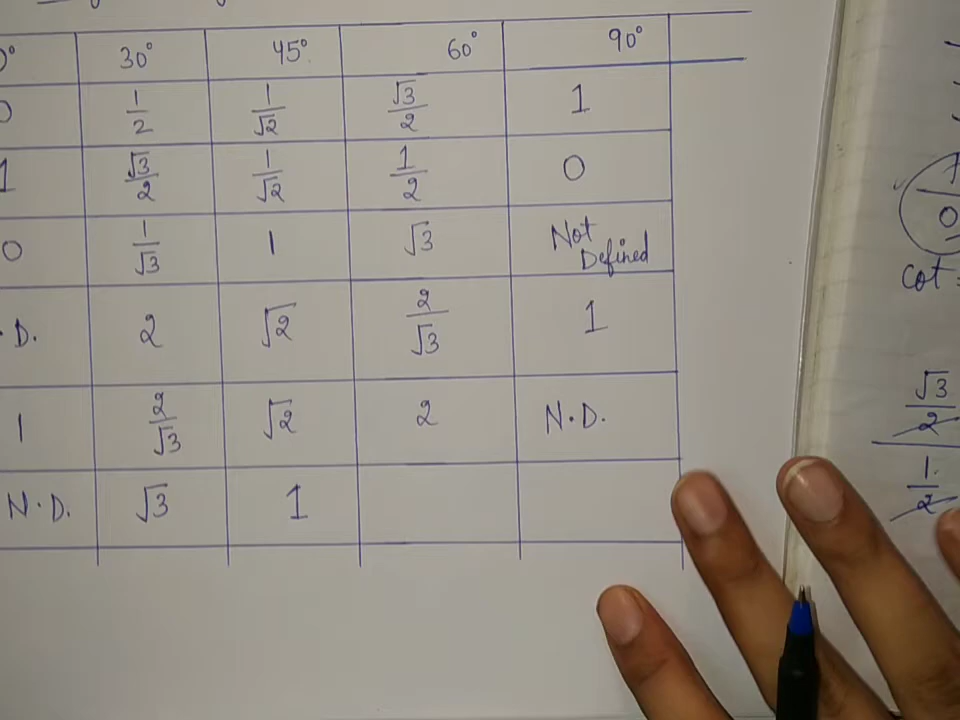 0° 30° 45° 60° 90°
0 1/2 1/√2 √3/2 1
1 √3/2 1/√2 1/2 0
0 1/√3 1 √3 Not Defined
.D. 2 √2 2/√3 1
1 2/√3 √2 2 N.D.
N.D. √3 1
0
cot =
√3/2
1/2